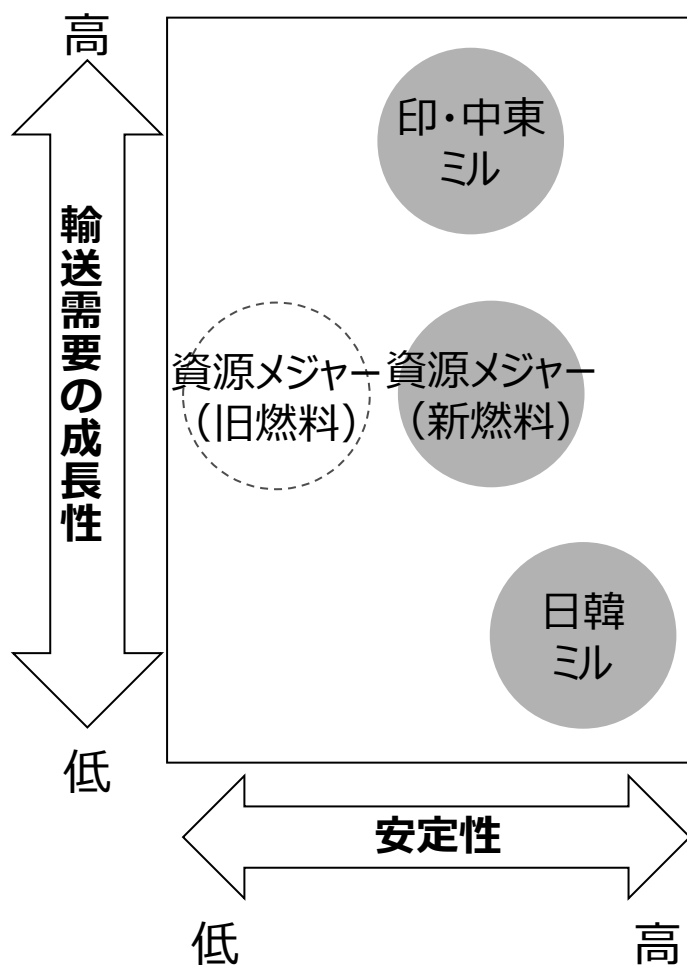 高
印・中東
ミル
輸送需要の成長性
資源メジャー
（旧燃料）
資源メジャー
（新燃料）
日韓
ミル
低
安定性
低
高